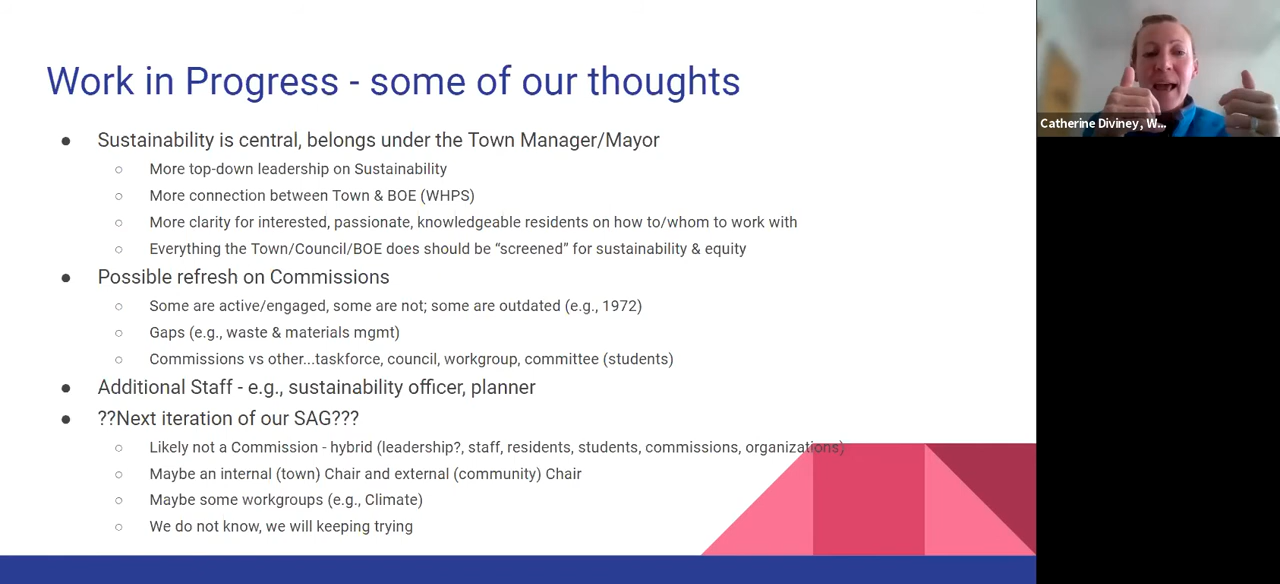 Work in Progress - some of our thoughts
● Sustainability is central, belongs under the Town Manager/Mayor
○ More top-down leadership on Sustainability
○ More connection between Town & BOE (WHPS)
○ More clarity for interested, passionate, knowledgeable residents on how to/whom to work with
○ Everything the Town/Council/BOE does should be “screened” for sustainability & equity
● Possible refresh on Commissions
○ Some are active/engaged, some are not; some are outdated (e.g., 1972)
○ Gaps (e.g., waste & materials mgmt)
○ Commissions vs other...taskforce, council, workgroup, committee (students)
● Additional Staff - e.g., sustainability officer, planner
● ??Next iteration of our SAG???
○ Likely not a Commission - hybrid (leadership?, staff, residents, students, commissions, organizations)
○ Maybe an internal (town) Chair and external (community) Chair
○ Maybe some workgroups (e.g., Climate)
○ We do not know, we will keeping trying
Catherine Diviney, W...